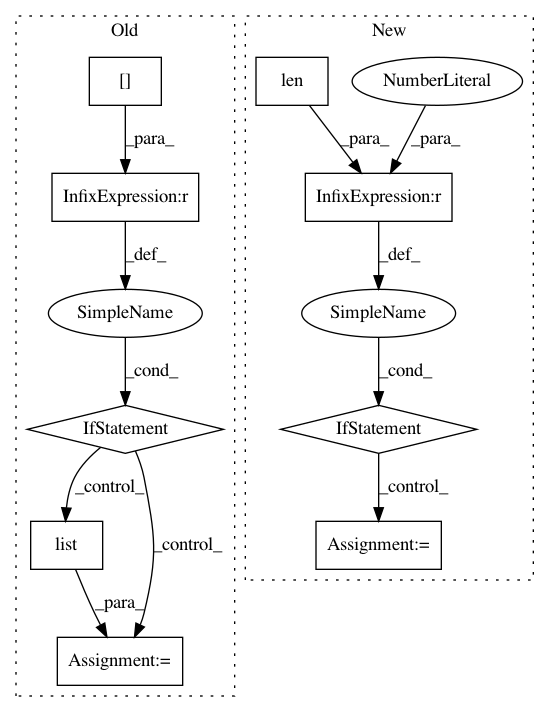 Old
New
[]
len
NumberLiteral
_para_
_para_
_para_
InfixExpression:r
InfixExpression:r
_def_
_def_
SimpleName
SimpleName
_cond_
_cond_
IfStatement
IfStatement
_control_
_control_
_control_
list
Assignment:=
_para_
Assignment:=